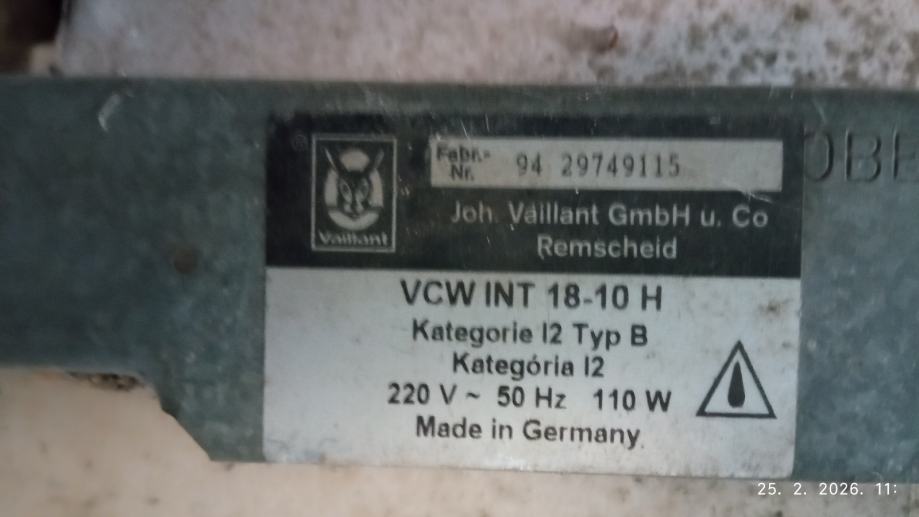 ®
Vaillant
Fabr.-Nr. 94 29749115
Joh. Vaillant GmbH u. Co
Remscheid
VCW INT 18-10 H
Kategorie I2 Typ B
Kategória I2
220 V ~ 50 Hz 110 W
Made in Germany
25. 2. 2026. 11: